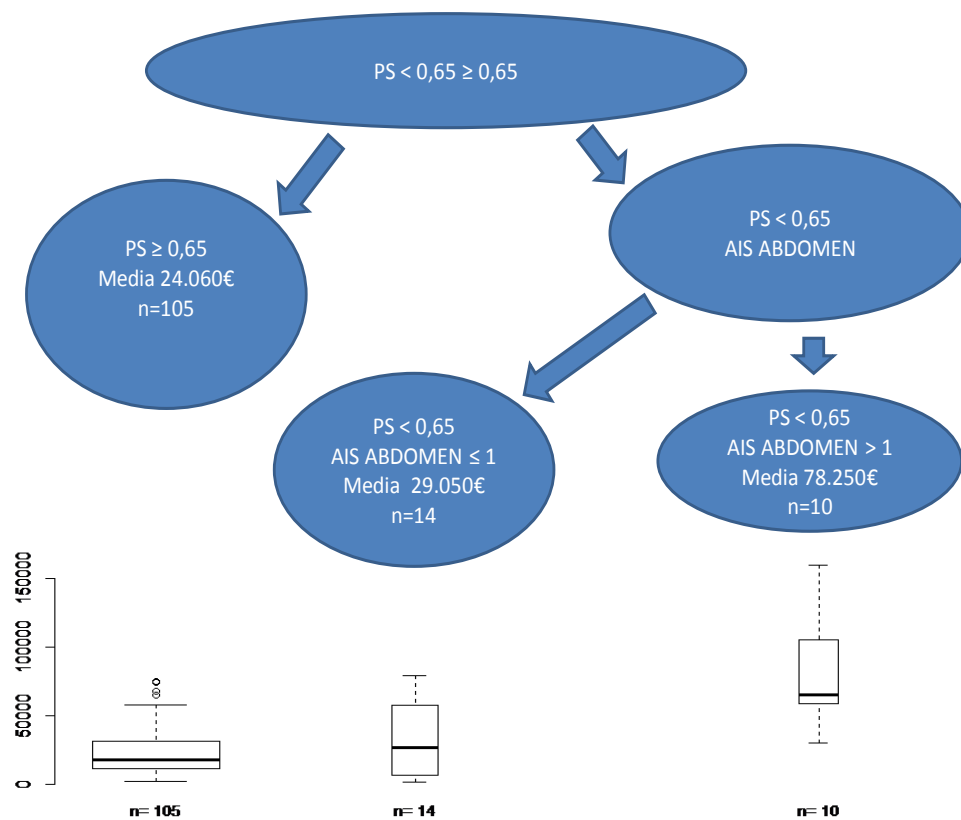 PS < 0,65 ≥ 0,65
PS ≥ 0,65
Media 24.060€
n=105
PS < 0,65
AIS ABDOMEN
PS < 0,65
AIS ABDOMEN ≤ 1
Media 29.050€
n=14
PS < 0,65
AIS ABDOMEN > 1
Media 78.250€
n=10
150000
100000
50000
0
n= 105
n= 14
n= 10